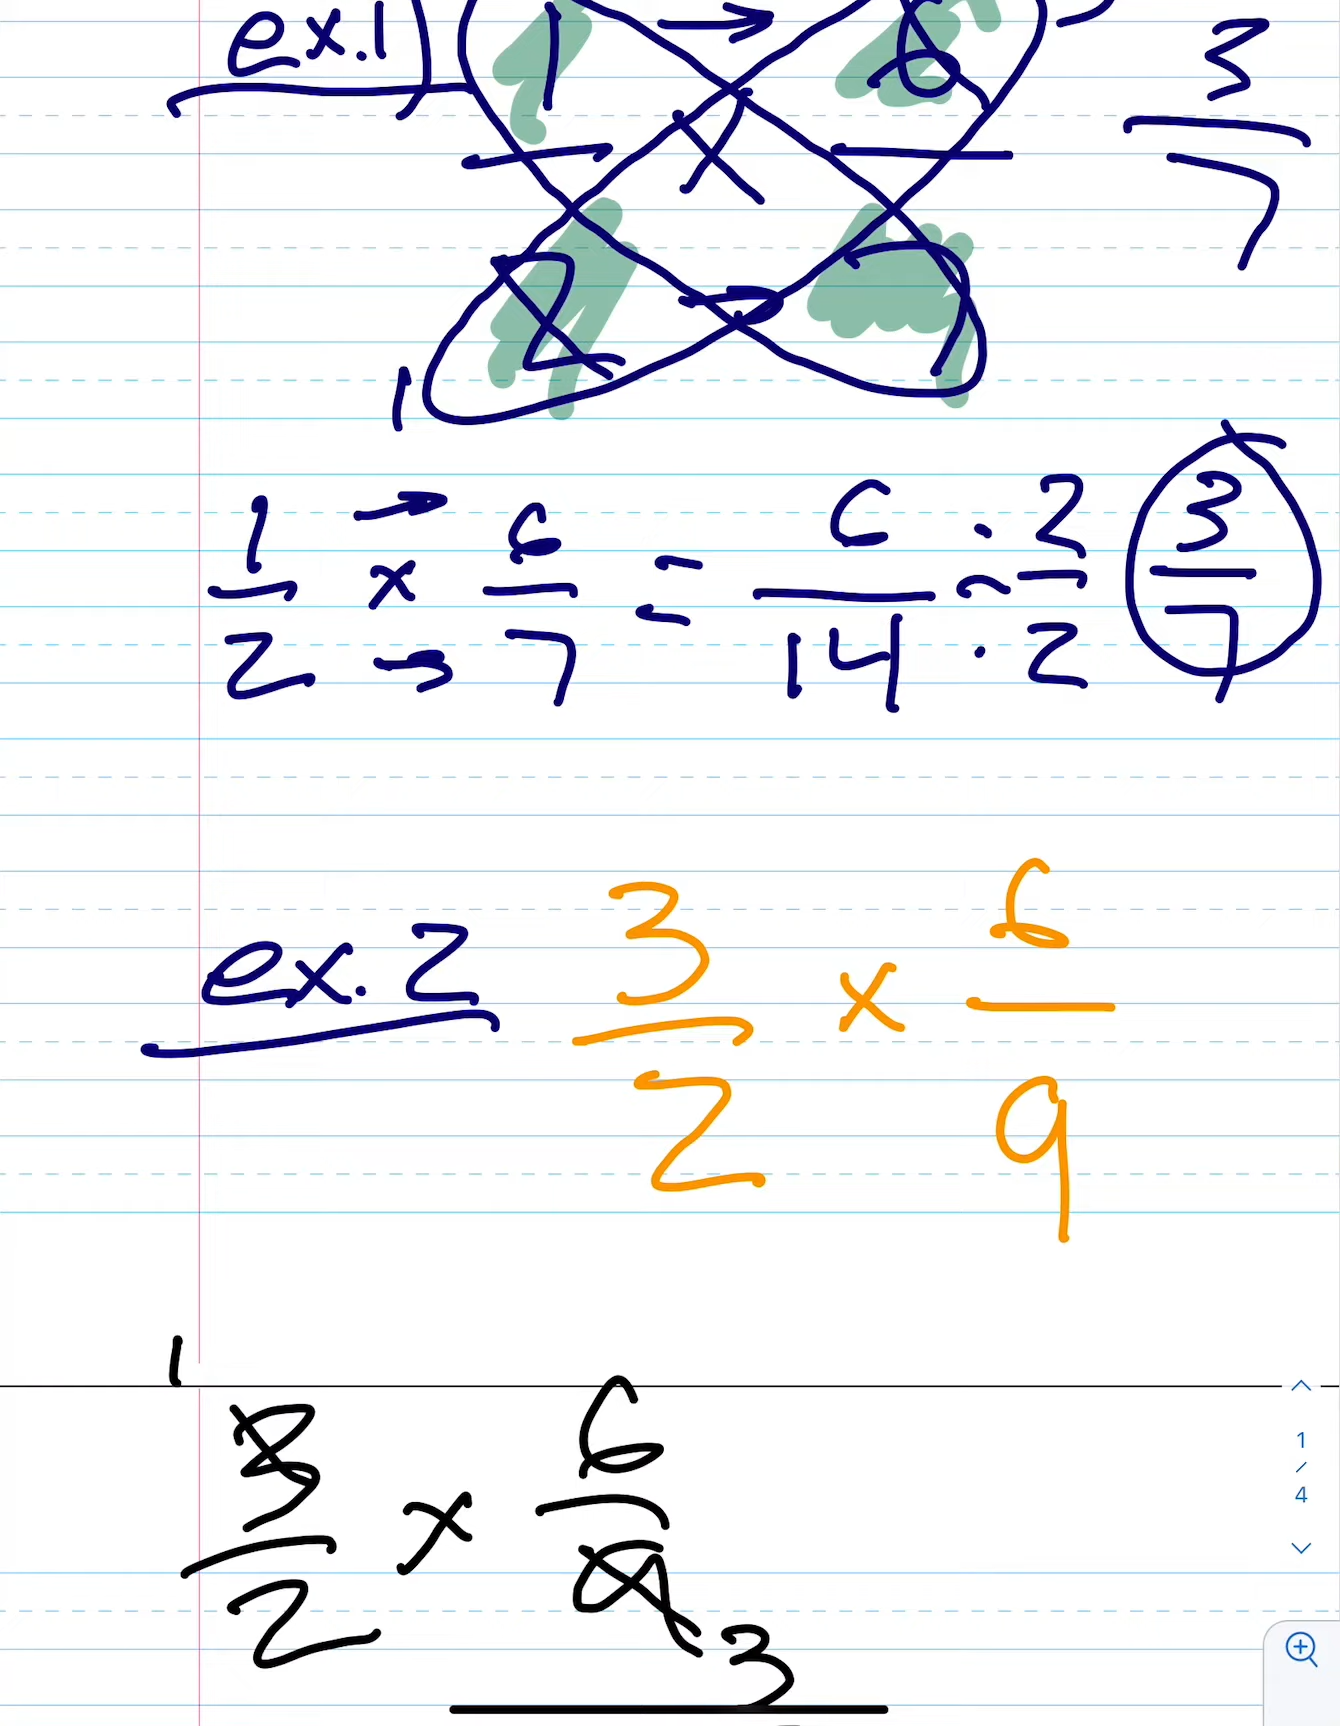 ex.1) 1/2 → × = 6/7 3/7
1
1/2 → × → 6/7 = 6/14 ÷ 2/2 3/7
ex. 2 3/2 × 6/9
1
3/2 × 6/9
3
1 / 4